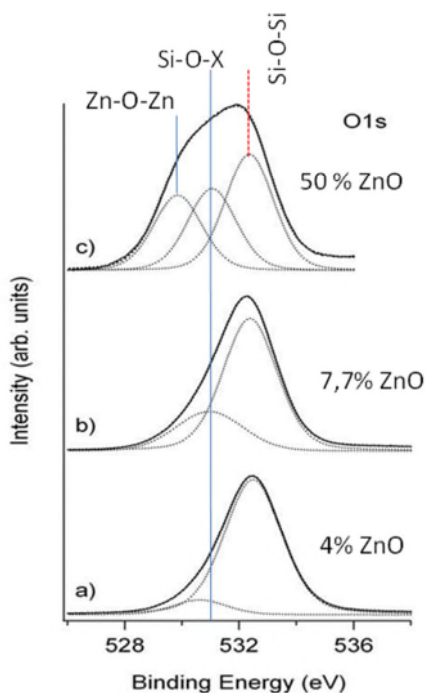 Si-O-Si
Si-O-X
Zn-O-Zn
O1s
50 % ZnO
c)
7,7% ZnO
b)
4% ZnO
a)
Intensity (arb. units)
528 532 536
Binding Energy (eV)